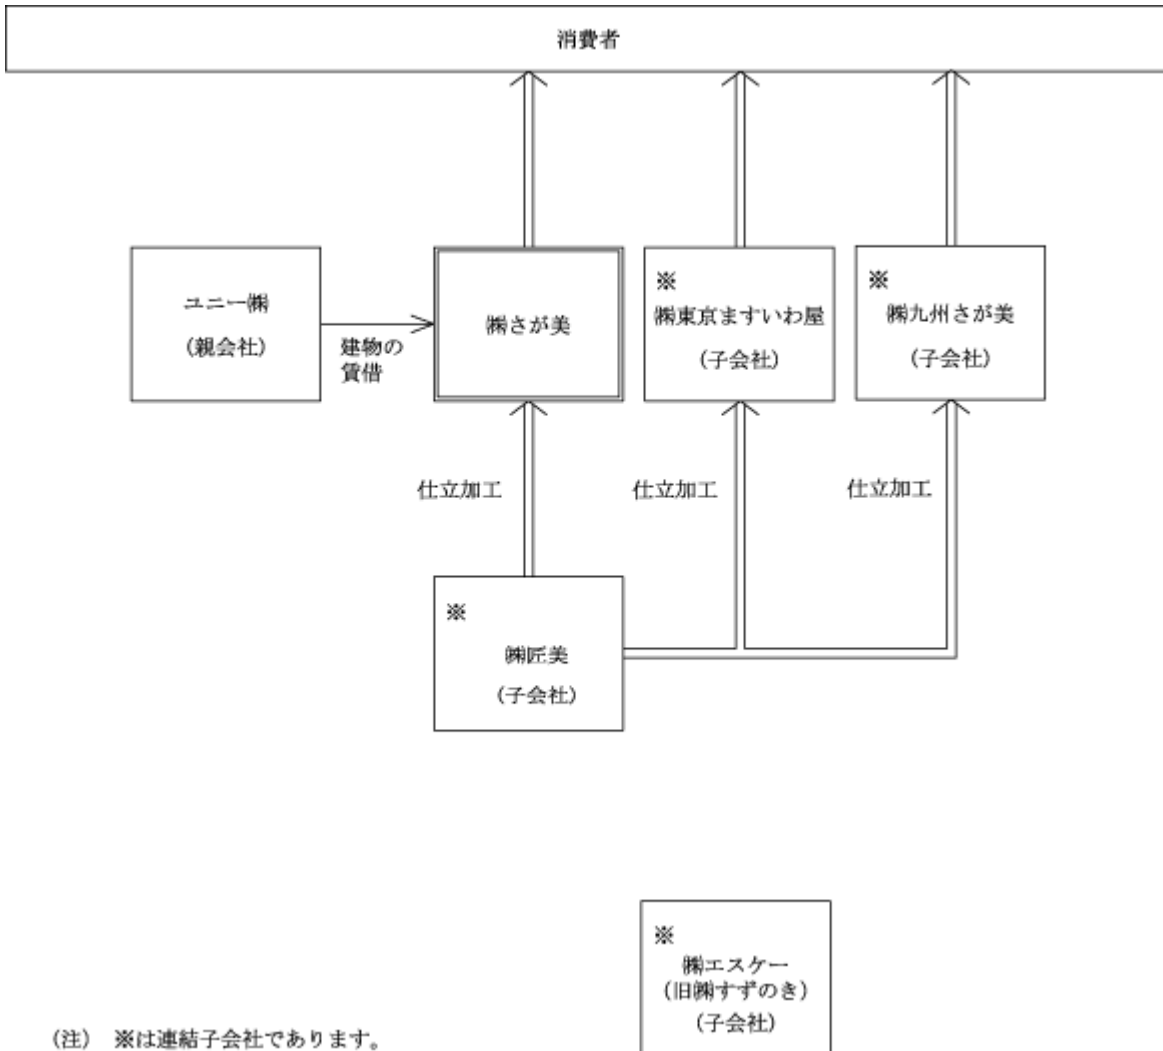 消費者
ユニー㈱
(親会社)
建物の
賃借
㈱さが美
※
㈱東京ますいわ屋
(子会社)
※
㈱九州さが美
(子会社)
仕立加工
仕立加工
仕立加工
※
㈱匠美
(子会社)
※
㈱エスケー
(旧㈱すずのき)
(子会社)
(注) ※は連結子会社であります。